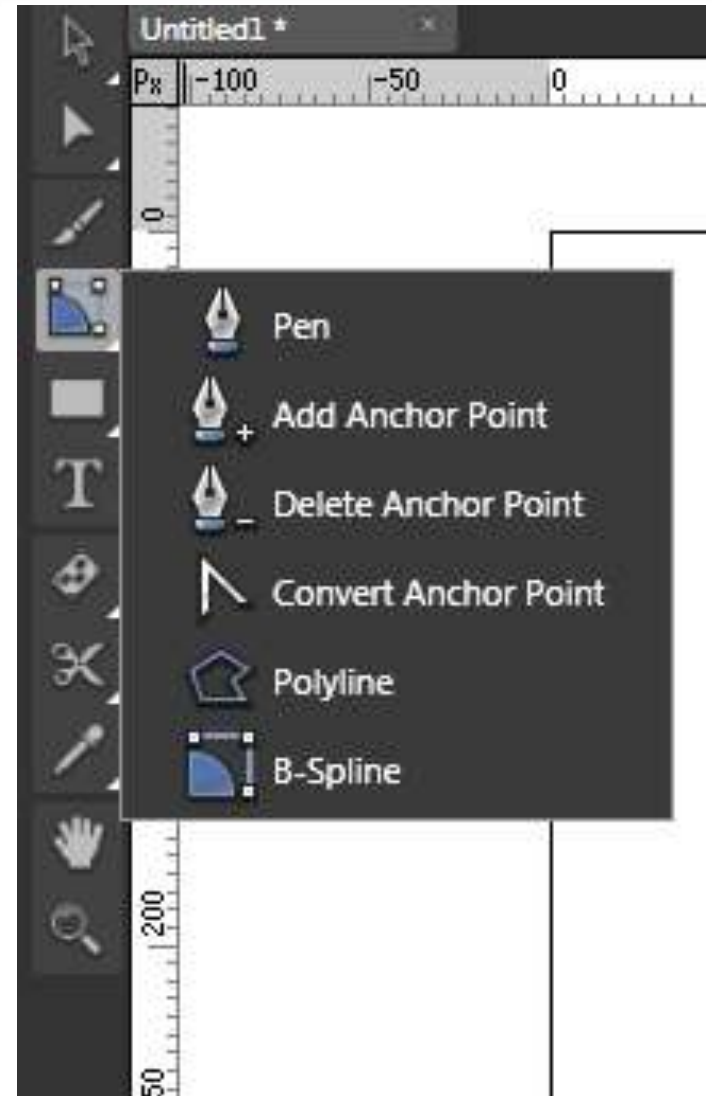 Untitled1 *
Px -100 -50 0
0
Pen
Add Anchor Point
Delete Anchor Point
Convert Anchor Point
Polyline
B-Spline
T
200
50